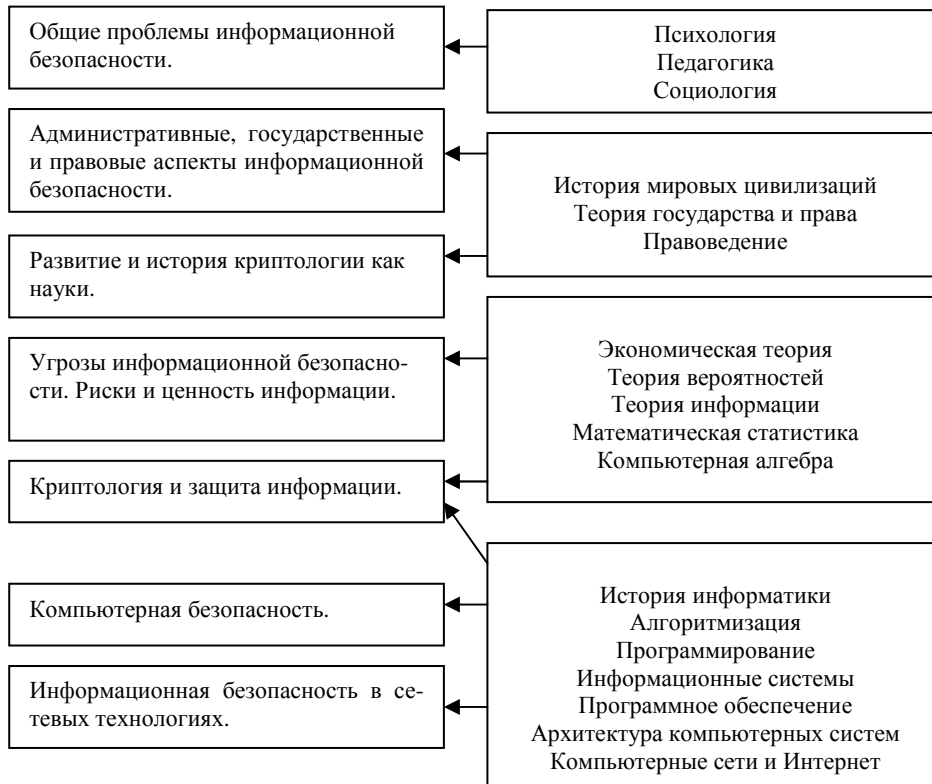 Общие проблемы информационной
безопасности.
Психология
Педагогика
Социология
Административные, государственные
и правовые аспекты информационной
безопасности.
История мировых цивилизаций
Теория государства и права
Правоведение
Развитие и история криптологии как
науки.
Угрозы информационной безопасно-
сти. Риски и ценность информации.
Экономическая теория
Теория вероятностей
Теория информации
Математическая статистика
Компьютерная алгебра
Криптология и защита информации.
Компьютерная безопасность.
Информационная безопасность в се-
тевых технологиях.
История информатики
Алгоритмизация
Программирование
Информационные системы
Программное обеспечение
Архитектура компьютерных систем
Компьютерные сети и Интернет